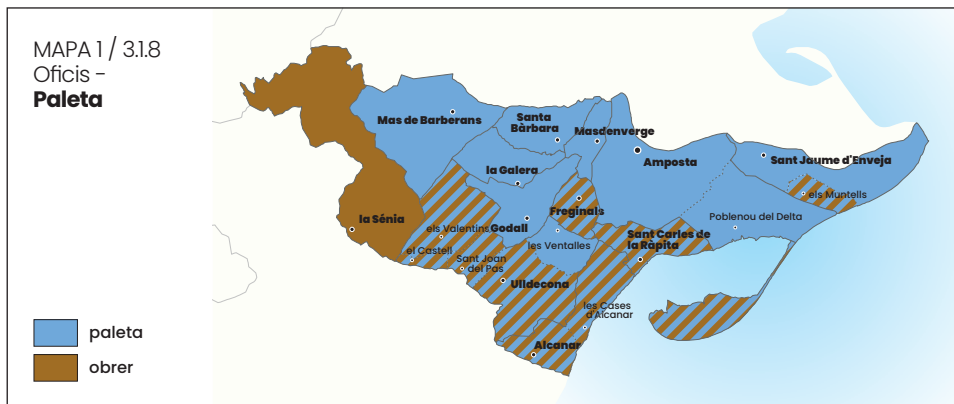 MAPA 1 / 3.1.8
Oficis -
Paleta
Mas de Barberans
Santa
Bàrbara
Masdenverge
Amposta
Sant Jaume d'Enveja
la Galera
els Muntells
Freginals
la Sénia
els Valentins
Godall
Poblenou del Delta
Sant Carles de
la Ràpita
les Ventalles
el Castell
Sant Joan
del Pas
Ulldecona
les Cases
d'Alcanar
Alcanar
paleta
obrer